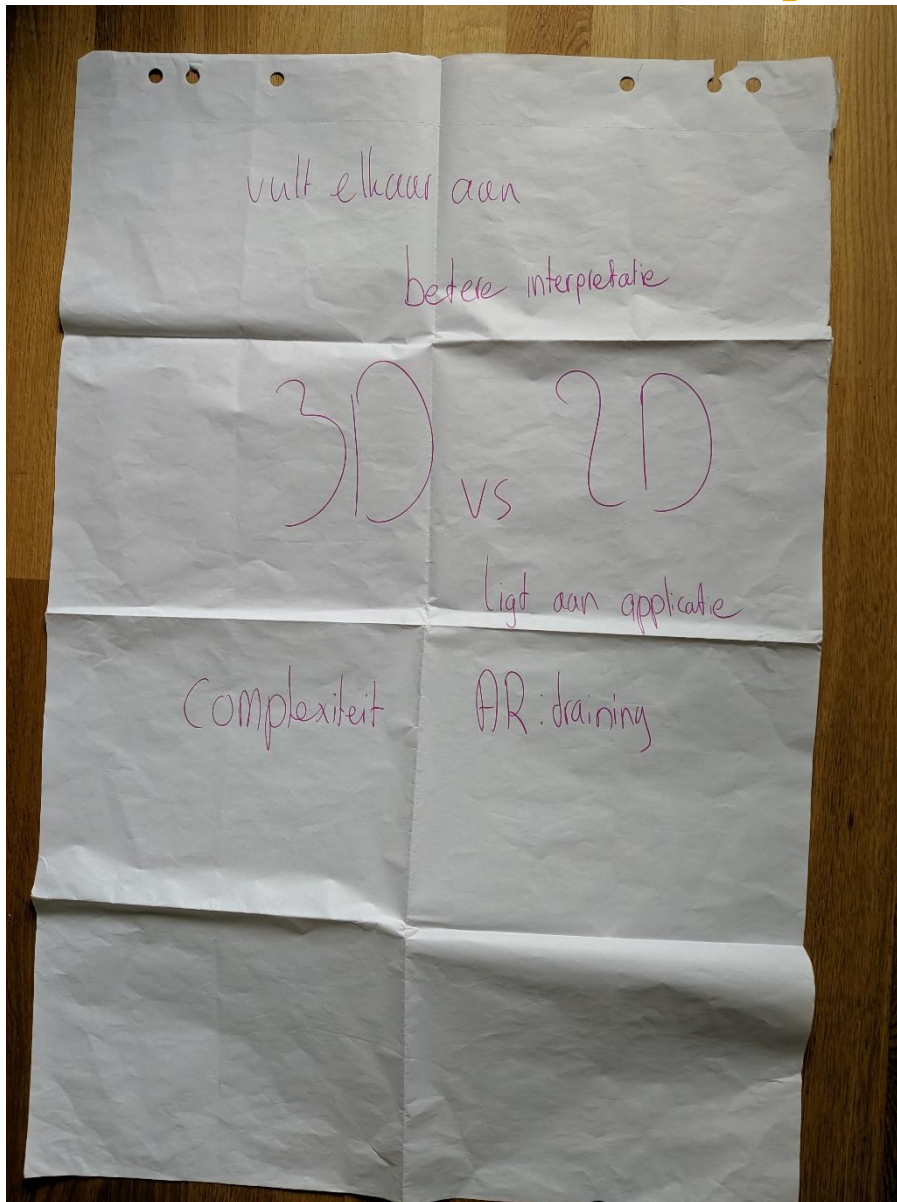 vult elkaar aan
betere interpretatie
3D vs 2D
ligt aan applicatie
Complexiteit AR: training